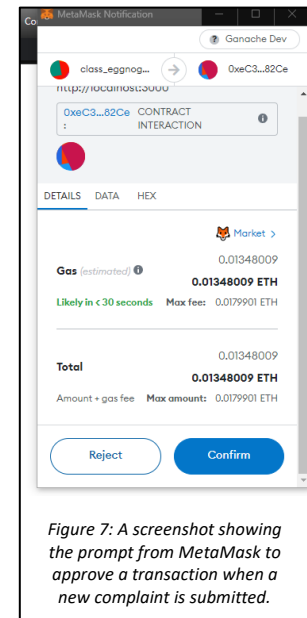 Co
MetaMask Notification
Ganache Dev
class_eggnog...
0xeC3...82Ce
http://localhost:3000
0xeC3...82Ce
:
CONTRACT
INTERACTION
DETAILS DATA HEX
Market >
0.01348009
Gas (estimated)
0.01348009 ETH
Likely in < 30 seconds Max fee: 0.0179901 ETH
0.01348009
Total
0.01348009 ETH
Amount + gas fee Max amount: 0.0179901 ETH
Reject Confirm
Figure 7: A screenshot showing
the prompt from MetaMask to
approve a transaction when a
new complaint is submitted.